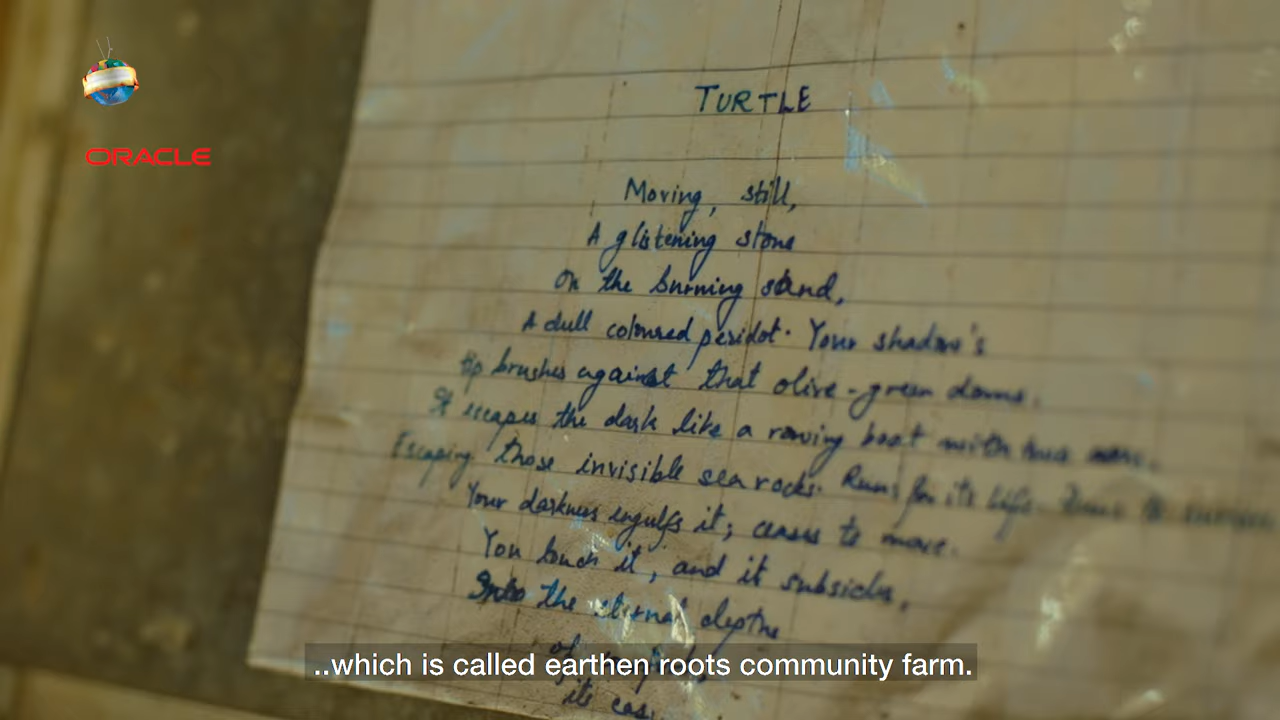 ORACLE
TURTLE
Moving, still,
A glistening stone
On the burning sand,
A dull coloured peridot. Your shadow's
tip brushes against that olive-green dome.
It escapes the dark like a rowing boat with two oars.
Escaping those invisible sea rocks. Runs for its life.
Your darkness engulfs it; ceases to move.
You touch it, and it subsides,
Into the eternal depths
of
its
..which is called earthen roots community farm.